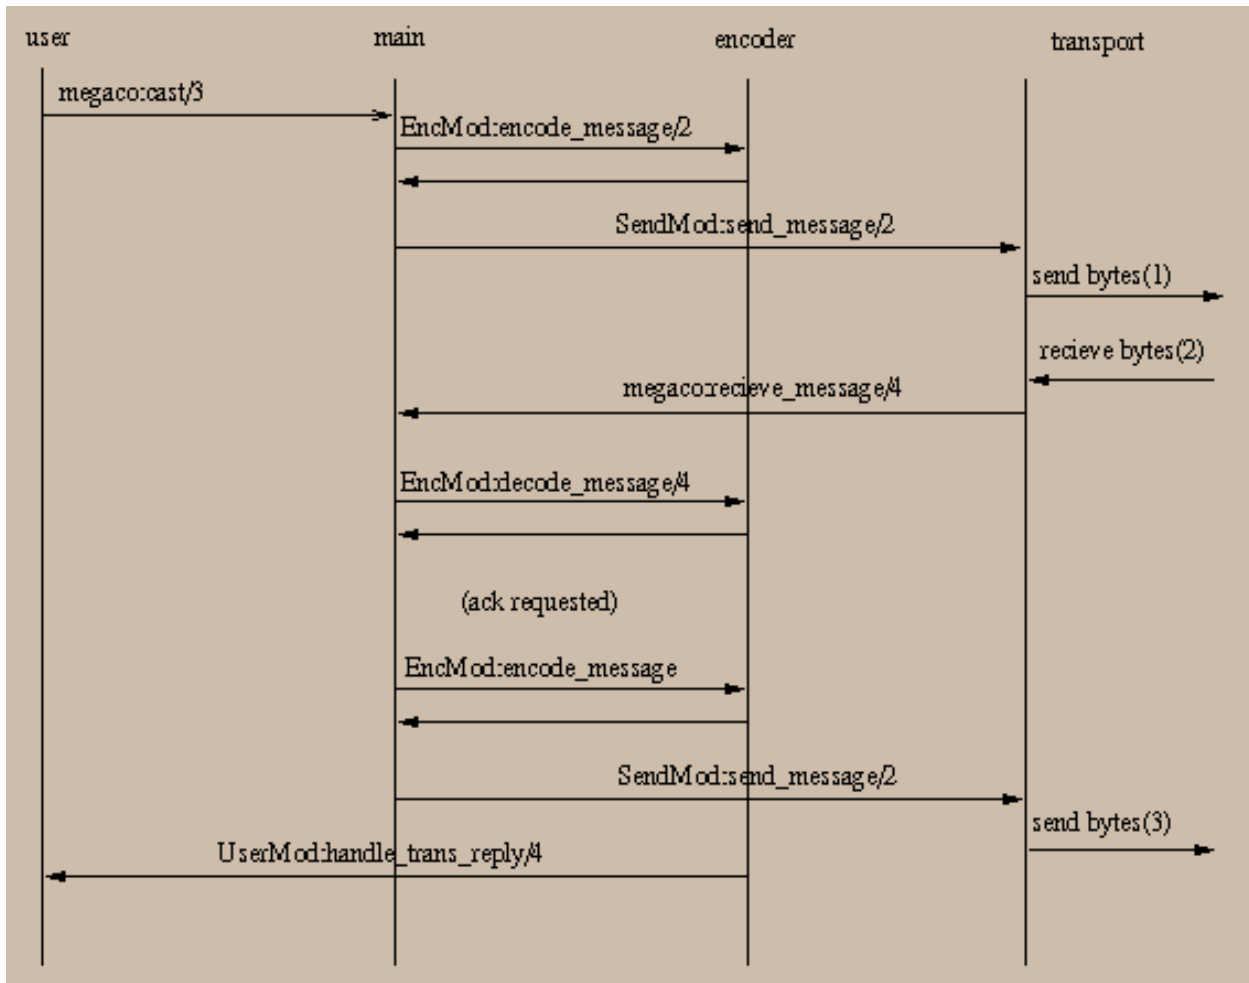 user
main
encoder
transport
megaco:cast/3
EncMod:encode_message/2
SendMod:send_message/2
send bytes(1)
recieve bytes(2)
megaco:recieve_message/4
EncMod:decode_message/4
(ack requested)
EncMod:encode_message
SendMod:send_message/2
send bytes(3)
UserMod:handle_trans_reply/4